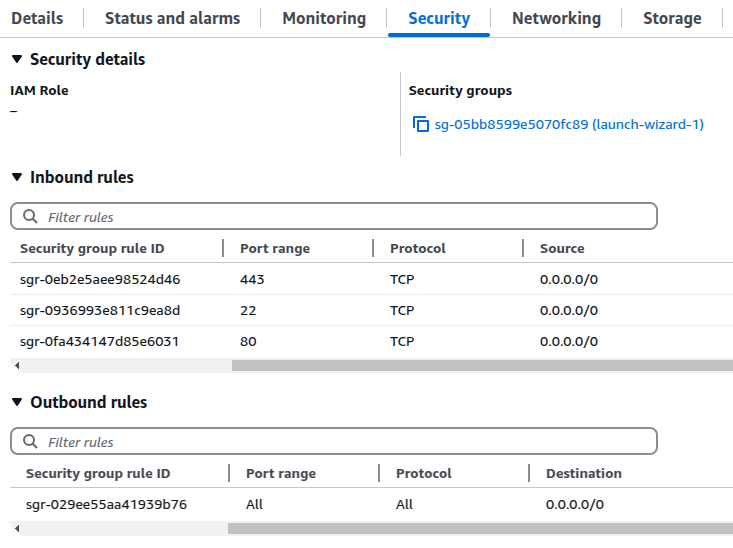 Details Status and alarms Monitoring Security Networking Storage
Security details
IAM Role Security groups
– sg-05bb8599e5070fc89 (launch-wizard-1)
Inbound rules
Filter rules
Security group rule ID Port range Protocol Source
sgr-0eb2e5aee98524d46 443 TCP 0.0.0.0/0
sgr-0936993e811c9ea8d 22 TCP 0.0.0.0/0
sgr-0fa434147d85e6031 80 TCP 0.0.0.0/0
Outbound rules
Filter rules
Security group rule ID Port range Protocol Destination
sgr-029ee55aa41939b76 All All 0.0.0.0/0